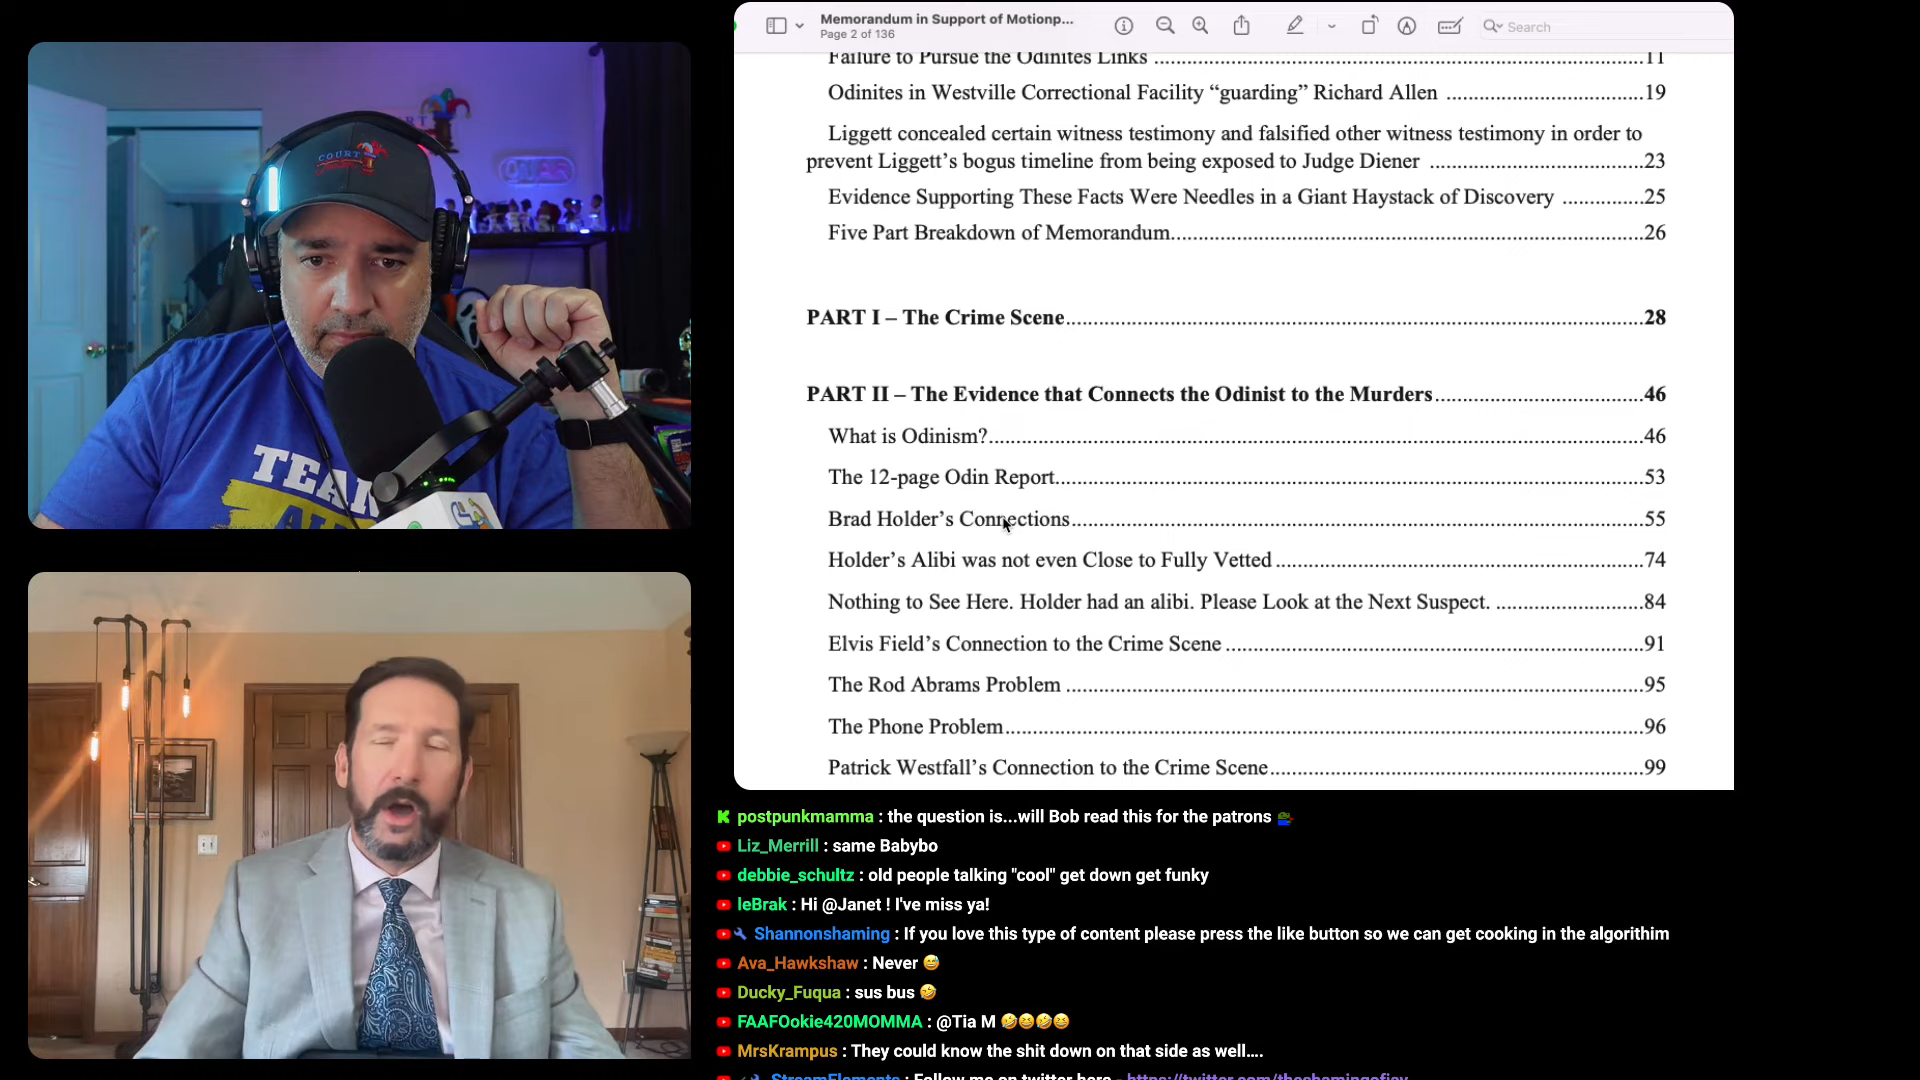 Memorandum in Support of Motionp...
Page 2 of 136
Search
Failure to Pursue the Odinites Links ........11
Odinites in Westville Correctional Facility “guarding” Richard Allen ........19
Liggett concealed certain witness testimony and falsified other witness testimony in order to
prevent Liggett’s bogus timeline from being exposed to Judge Diener ........23
Evidence Supporting These Facts Were Needles in a Giant Haystack of Discovery ........25
Five Part Breakdown of Memorandum........26
PART I – The Crime Scene........28
PART II – The Evidence that Connects the Odinist to the Murders........46
What is Odinism?........46
The 12-page Odin Report........53
Brad Holder’s Connections........55
Holder’s Alibi was not even Close to Fully Vetted........74
Nothing to See Here. Holder had an alibi. Please Look at the Next Suspect. ........84
Elvis Field’s Connection to the Crime Scene ........91
The Rod Abrams Problem ........95
The Phone Problem........96
Patrick Westfall’s Connection to the Crime Scene........99
COURT
TEAM
postpunkmamma : the question is...will Bob read this for the patrons
Liz_Merrill : same Babybo
debbie_schultz : old people talking "cool" get down get funky
leBrak : Hi @Janet ! I've miss ya!
Shannonshaming : If you love this type of content please press the like button so we can get cooking in the algorithim
Ava_Hawkshaw : Never 😅
Ducky_Fuqua : sus bus 🤣
FAAFOokie420MOMMA : @Tia M 🤣😆🤣😆
MrsKrampus : They could know the shit down on that side as well....
StreamElements : Follow me on twitter here - https://twitter.com/theshamingofjay